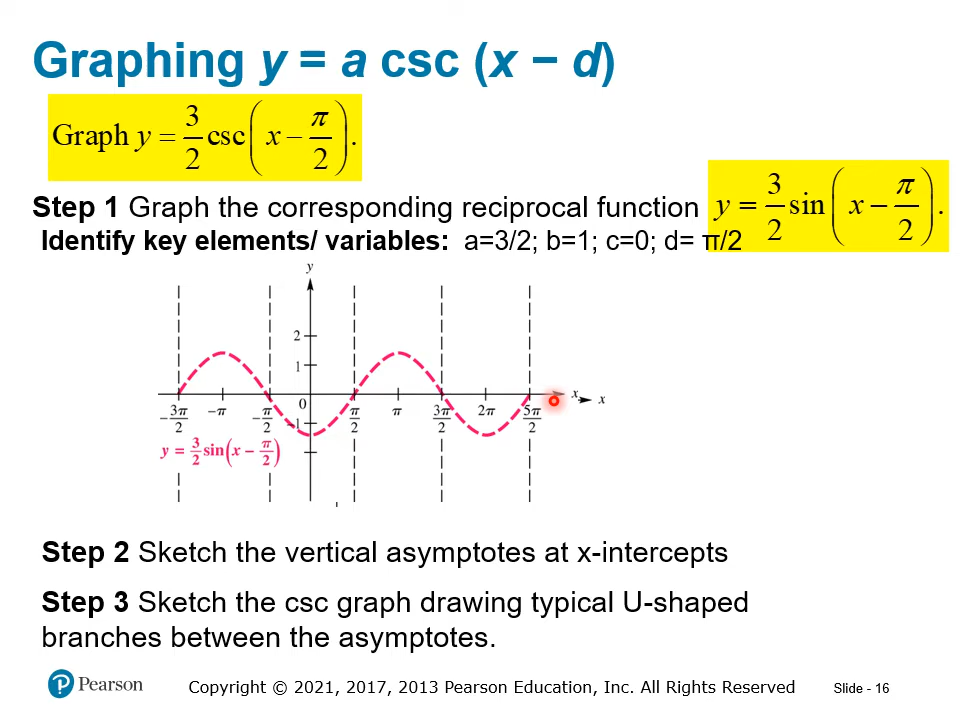 Graphing y = a csc (x − d)
Graph y = 3/2 csc(x − π/2).
Step 1 Graph the corresponding reciprocal function y = 3/2 sin(x − π/2).
Identify key elements/ variables: a=3/2; b=1; c=0; d= π/2
y
2
1
0
−1
−3π/2 −π −π/2 π/2 π 3π/2 2π 5π/2
x x
y = 3/2 sin(x − π/2)
Step 2 Sketch the vertical asymptotes at x-intercepts
Step 3 Sketch the csc graph drawing typical U-shaped
branches between the asymptotes.
Pearson
Copyright © 2021, 2017, 2013 Pearson Education, Inc. All Rights Reserved
Slide - 16